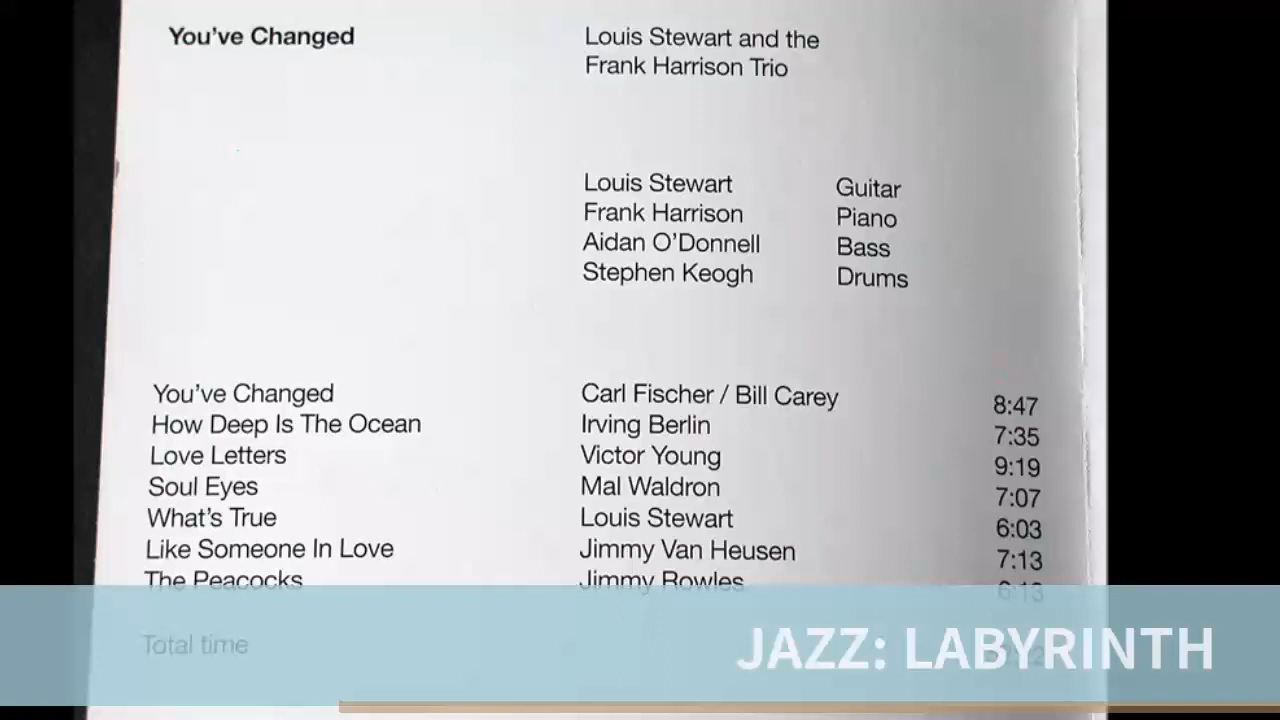 You've Changed Louis Stewart and the
Frank Harrison Trio
Louis Stewart Guitar
Frank Harrison Piano
Aidan O'Donnell Bass
Stephen Keogh Drums
You've Changed Carl Fischer / Bill Carey 8:47
How Deep Is The Ocean Irving Berlin 7:35
Love Letters Victor Young 9:19
Soul Eyes Mal Waldron 7:07
What's True Louis Stewart 6:03
Like Someone In Love Jimmy Van Heusen 7:13
The Peacocks Jimmy Rowles 6:13
Total time
JAZZ: LABYRINTH